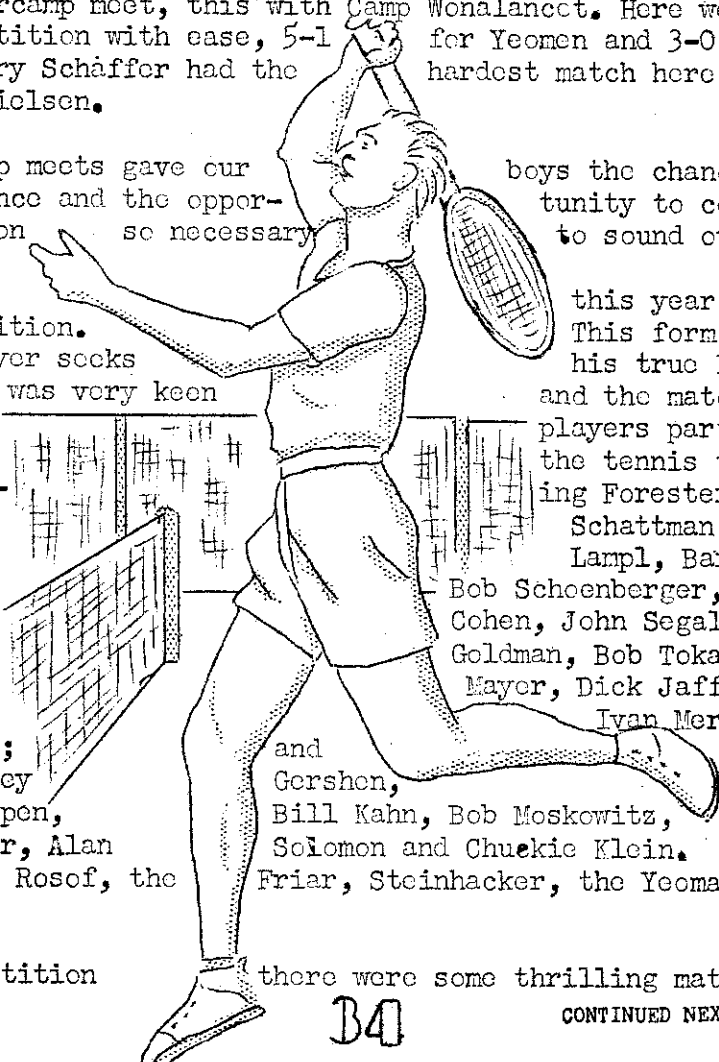 rcamp meet, this with Camp Wonalancet. Here we
tition with ease, 5-1 for Yeomen and 3-0
ry Schaffer had the hardest match here
ielsen.
p meets gave our boys the chan
nce and the oppor- tunity to c
on so necessary to sound o
this year
ition. This form
yer seeks his true
was very keen and the mat
players par
the tennis
ing Forester
Schattman
Lampl, Ba
Bob Schoenberger,
Cohen, John Segal
Goldman, Bob Toka
Mayer, Dick Jaff
Ivan Mer
; and
ey Gershen,
pen, Bill Kahn, Bob Moskowitz,
r, Alan Solomon and Chuckie Klein.
Rosof, the Friar, Steinhacker, the Yeoma
tition there were some thrilling mat
34 CONTINUED NEX